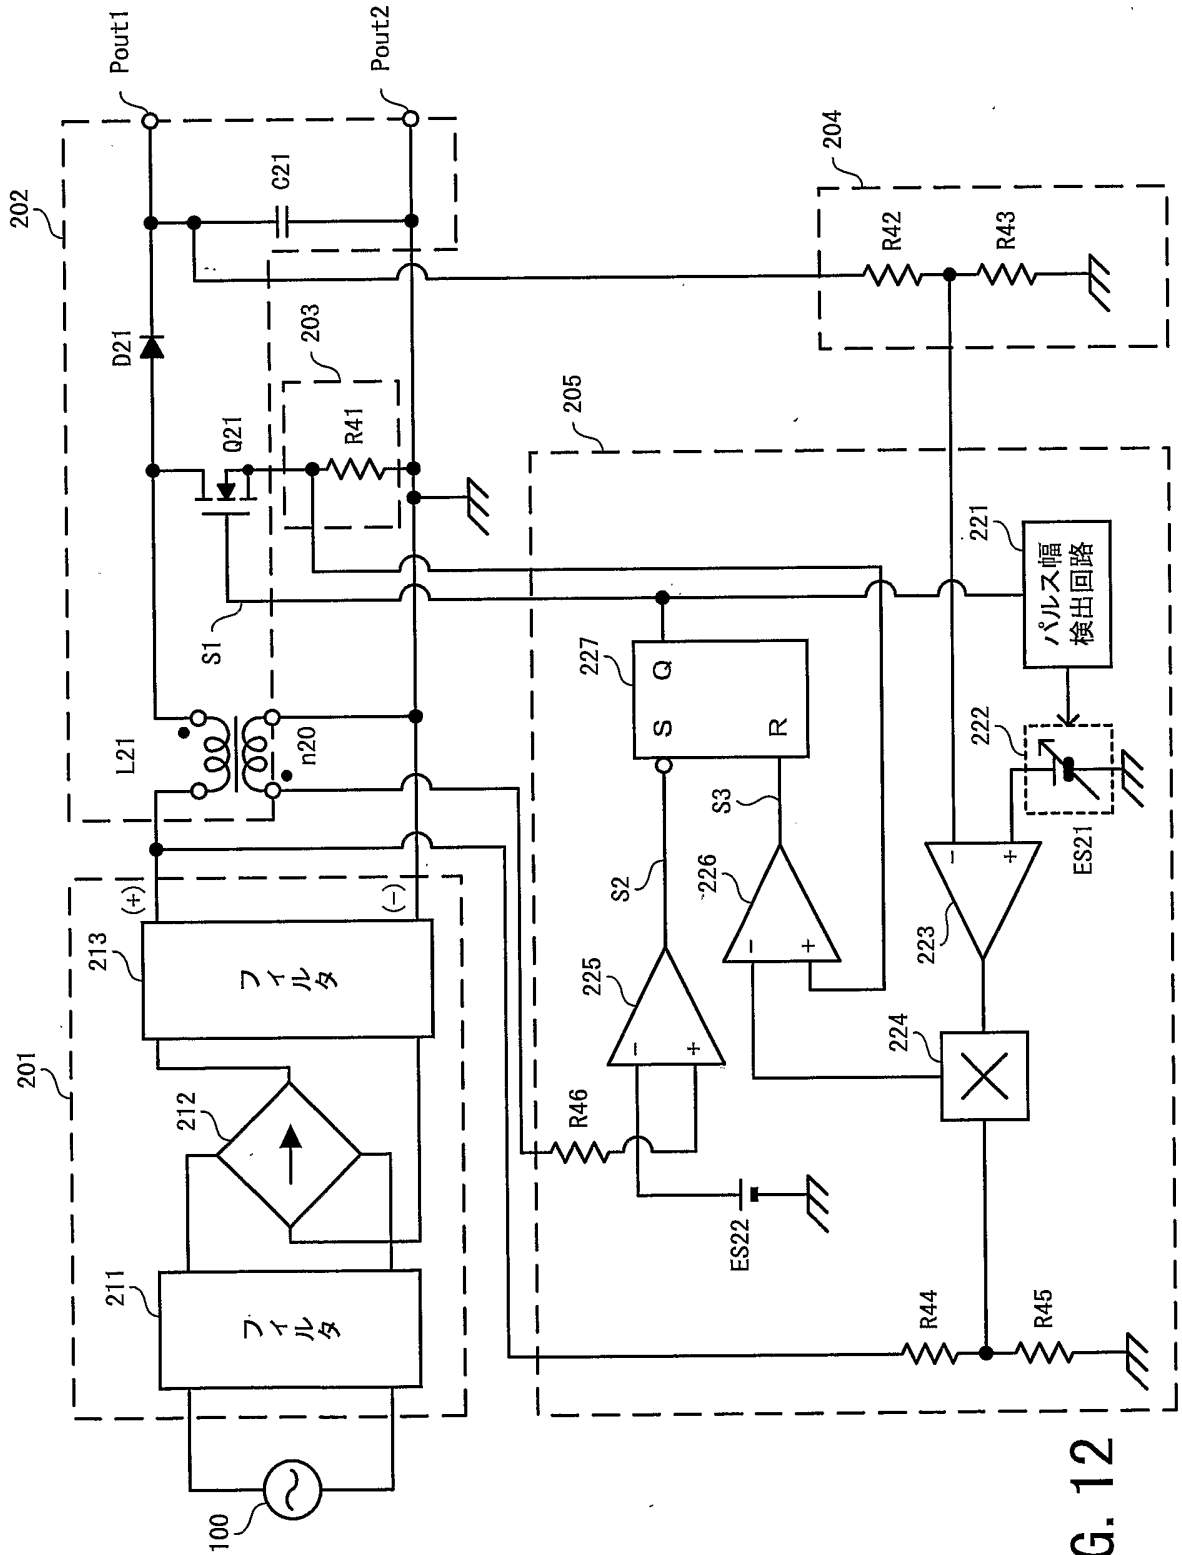 100
201
211
フィルタ
212
213
フィルタ
(+)
(-)
202
L21
n20
S1
Q21
D21
203
R41
C21
Pout1
Pout2
204
R42
R43
205
R44
R45
R46
ES22
225
-
+
S2
226
-
+
S3
227
S
Q
R
224
223
-
+
222
ES21
221
パルス幅
検出回路
G. 12